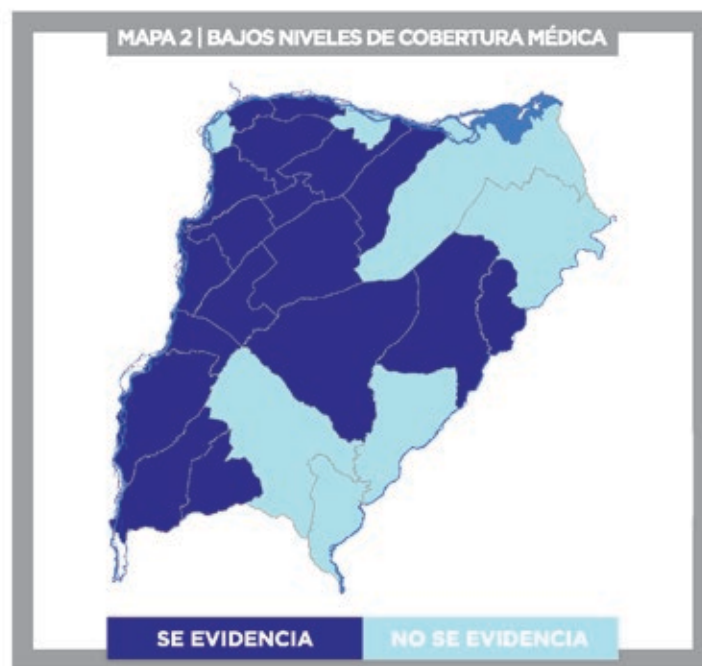 MAPA 2 | BAJOS NIVELES DE COBERTURA MÉDICA
SE EVIDENCIA
NO SE EVIDENCIA